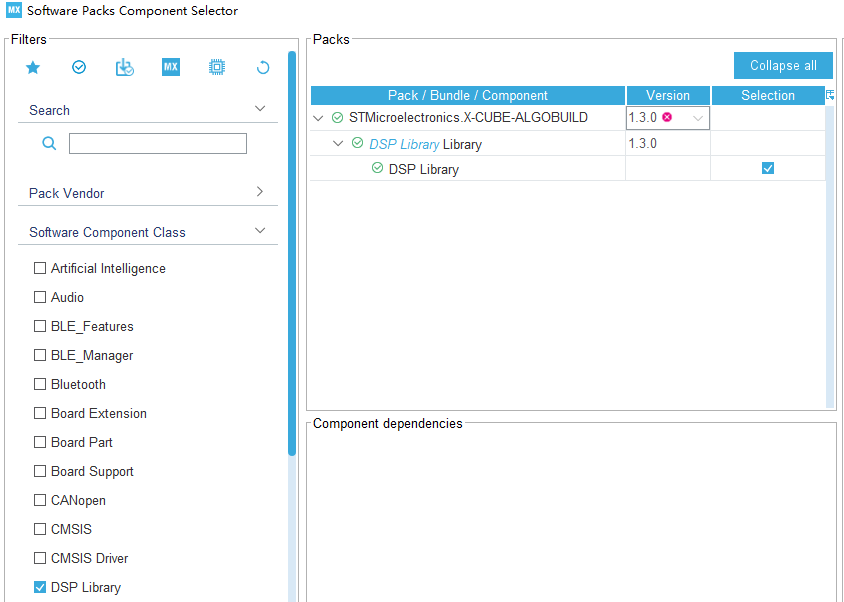 MX Software Packs Component Selector
Filters
MX
Search
Pack Vendor
Software Component Class
Artificial Intelligence
Audio
BLE_Features
BLE_Manager
Bluetooth
Board Extension
Board Part
Board Support
CANopen
CMSIS
CMSIS Driver
DSP Library
Packs
Collapse all
Pack / Bundle / Component Version Selection
STMicroelectronics.X-CUBE-ALGOBUILD 1.3.0
DSP Library Library 1.3.0
DSP Library
Component dependencies